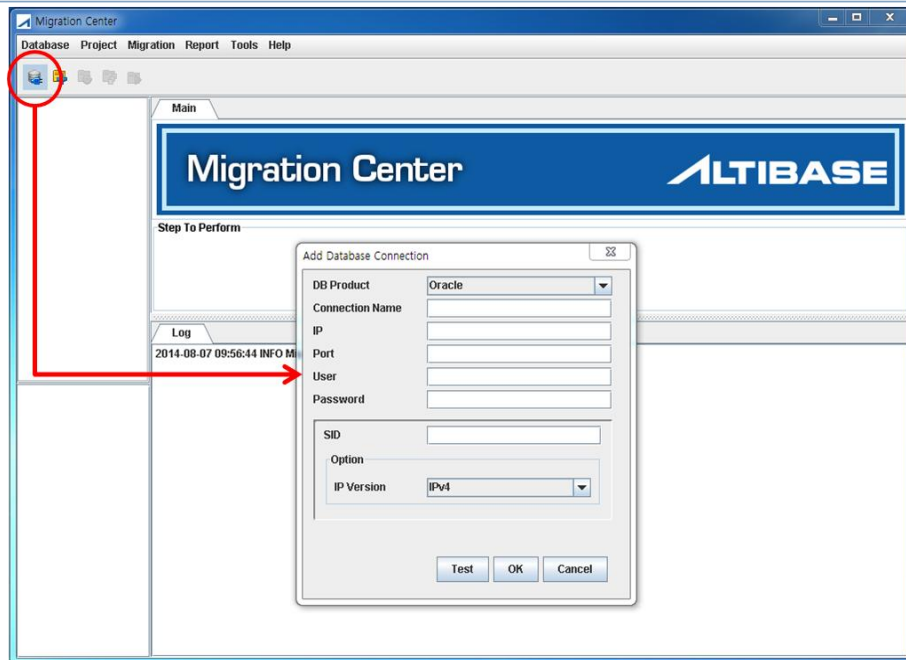 Migration Center
Database Project Migration Report Tools Help
Main
Migration Center ALTIBASE
Step To Perform
Add Database Connection
DB Product Oracle
Connection Name
IP
Log
2014-08-07 09:56:44 INFO Port
User
Password
SID
Option
IP Version IPv4
Test OK Cancel